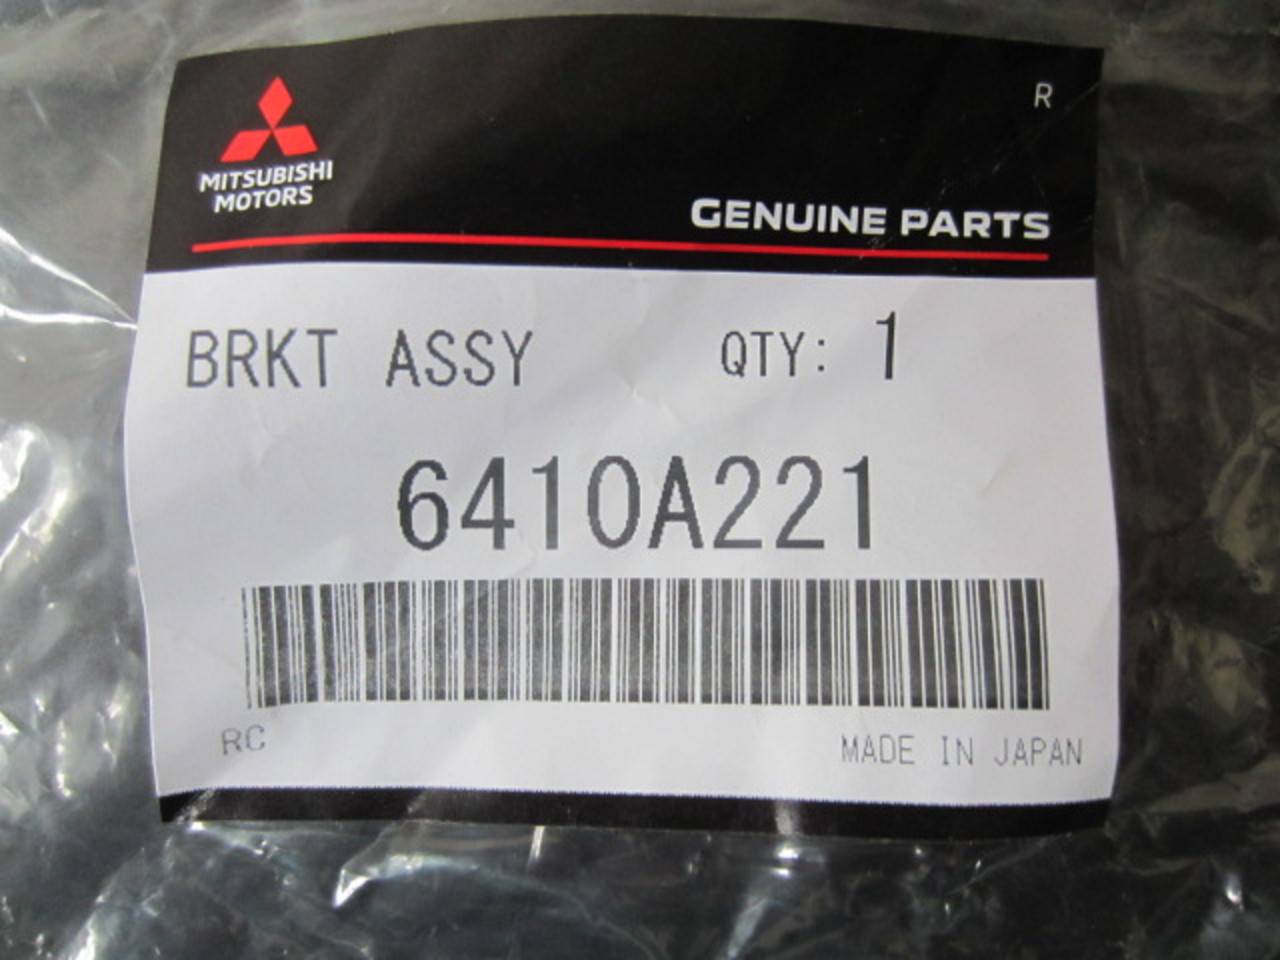 R
MITSUBISHI
MOTORS
GENUINE PARTS
BRKT ASSY QTY: 1
6410A221
RC MADE IN JAPAN